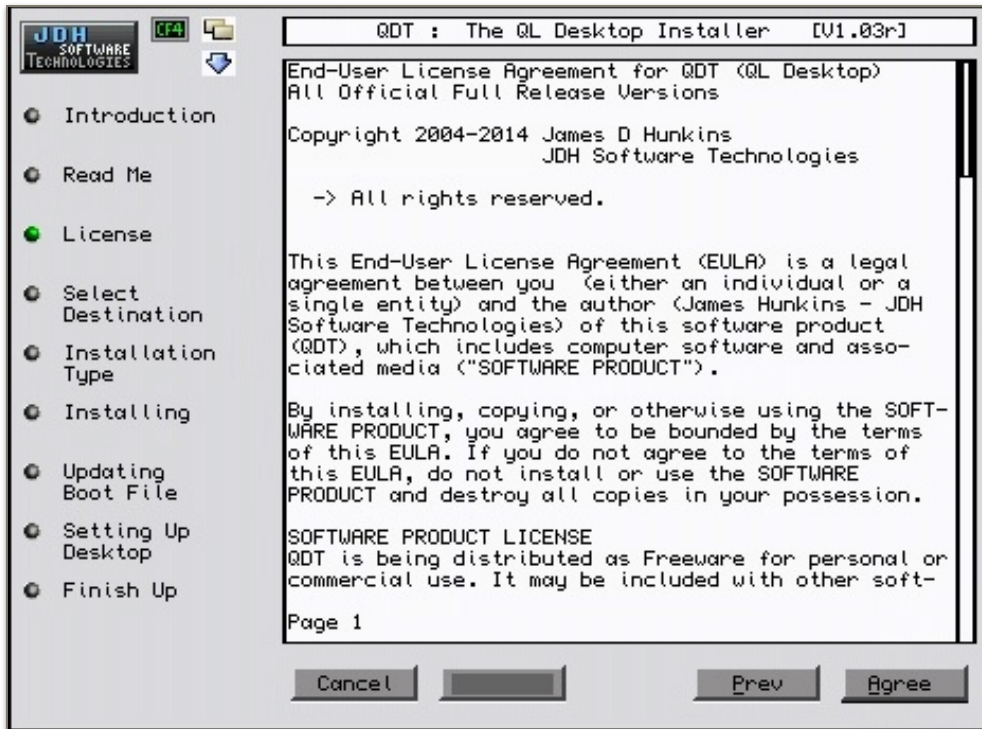 JDH
SOFTWARE
TECHNOLOGIES
CF4
QDT : The QL Desktop Installer [V1.03r]
Introduction
Read Me
License
Select
Destination
Installation
Type
Installing
Updating
Boot File
Setting Up
Desktop
Finish Up
End-User License Agreement for QDT (QL Desktop)
All Official Full Release Versions
Copyright 2004-2014 James D Hunkins
JDH Software Technologies
-> All rights reserved.
This End-User License Agreement (EULA) is a legal
agreement between you (either an individual or a
single entity) and the author (James Hunkins - JDH
Software Technologies) of this software product
(QDT), which includes computer software and asso-
ciated media ("SOFTWARE PRODUCT").
By installing, copying, or otherwise using the SOFT-
WARE PRODUCT, you agree to be bounded by the terms
of this EULA. If you do not agree to the terms of
this EULA, do not install or use the SOFTWARE
PRODUCT and destroy all copies in your possession.
SOFTWARE PRODUCT LICENSE
QDT is being distributed as Freeware for personal or
commercial use. It may be included with other soft-
Page 1
Cancel
Prev
Agree